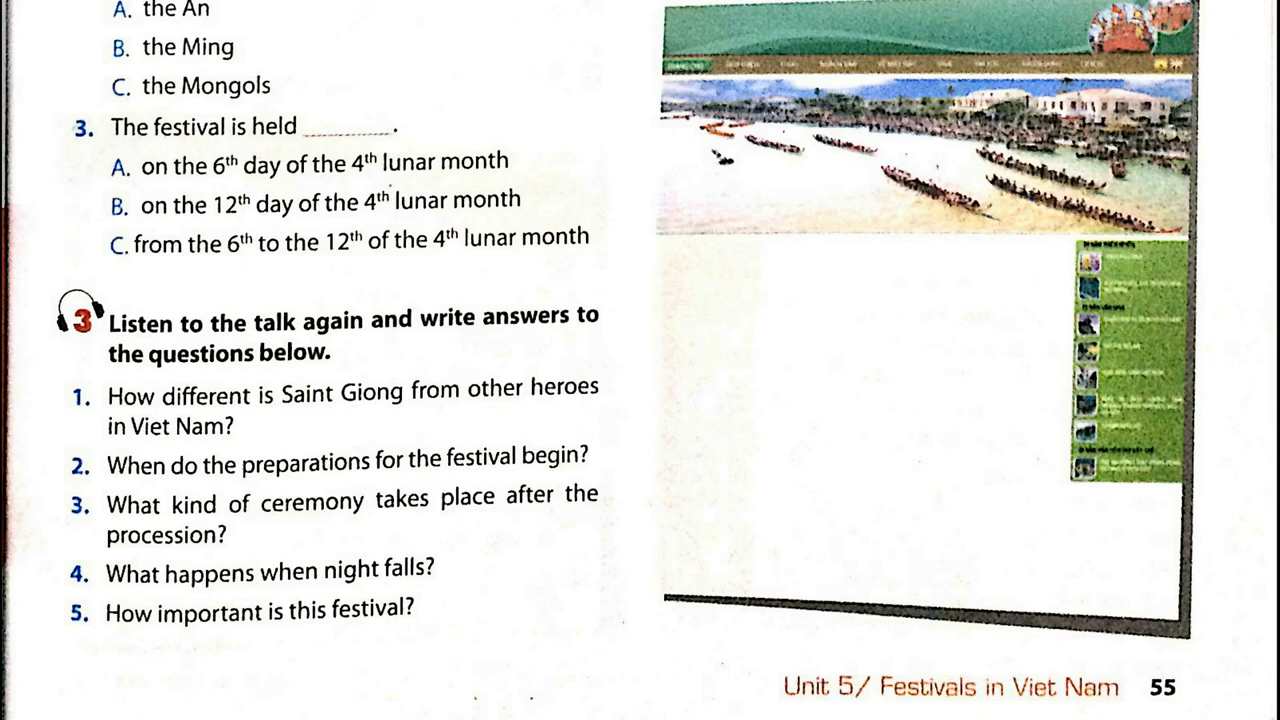 A. the An
B. the Ming
C. the Mongols
3. The festival is held ________.
A. on the 6th day of the 4th lunar month
B. on the 12th day of the 4th lunar month
C. from the 6th to the 12th of the 4th lunar month
3 Listen to the talk again and write answers to
the questions below.
1. How different is Saint Giong from other heroes
in Viet Nam?
2. When do the preparations for the festival begin?
3. What kind of ceremony takes place after the
procession?
4. What happens when night falls?
5. How important is this festival?
Unit 5/ Festivals in Viet Nam 55